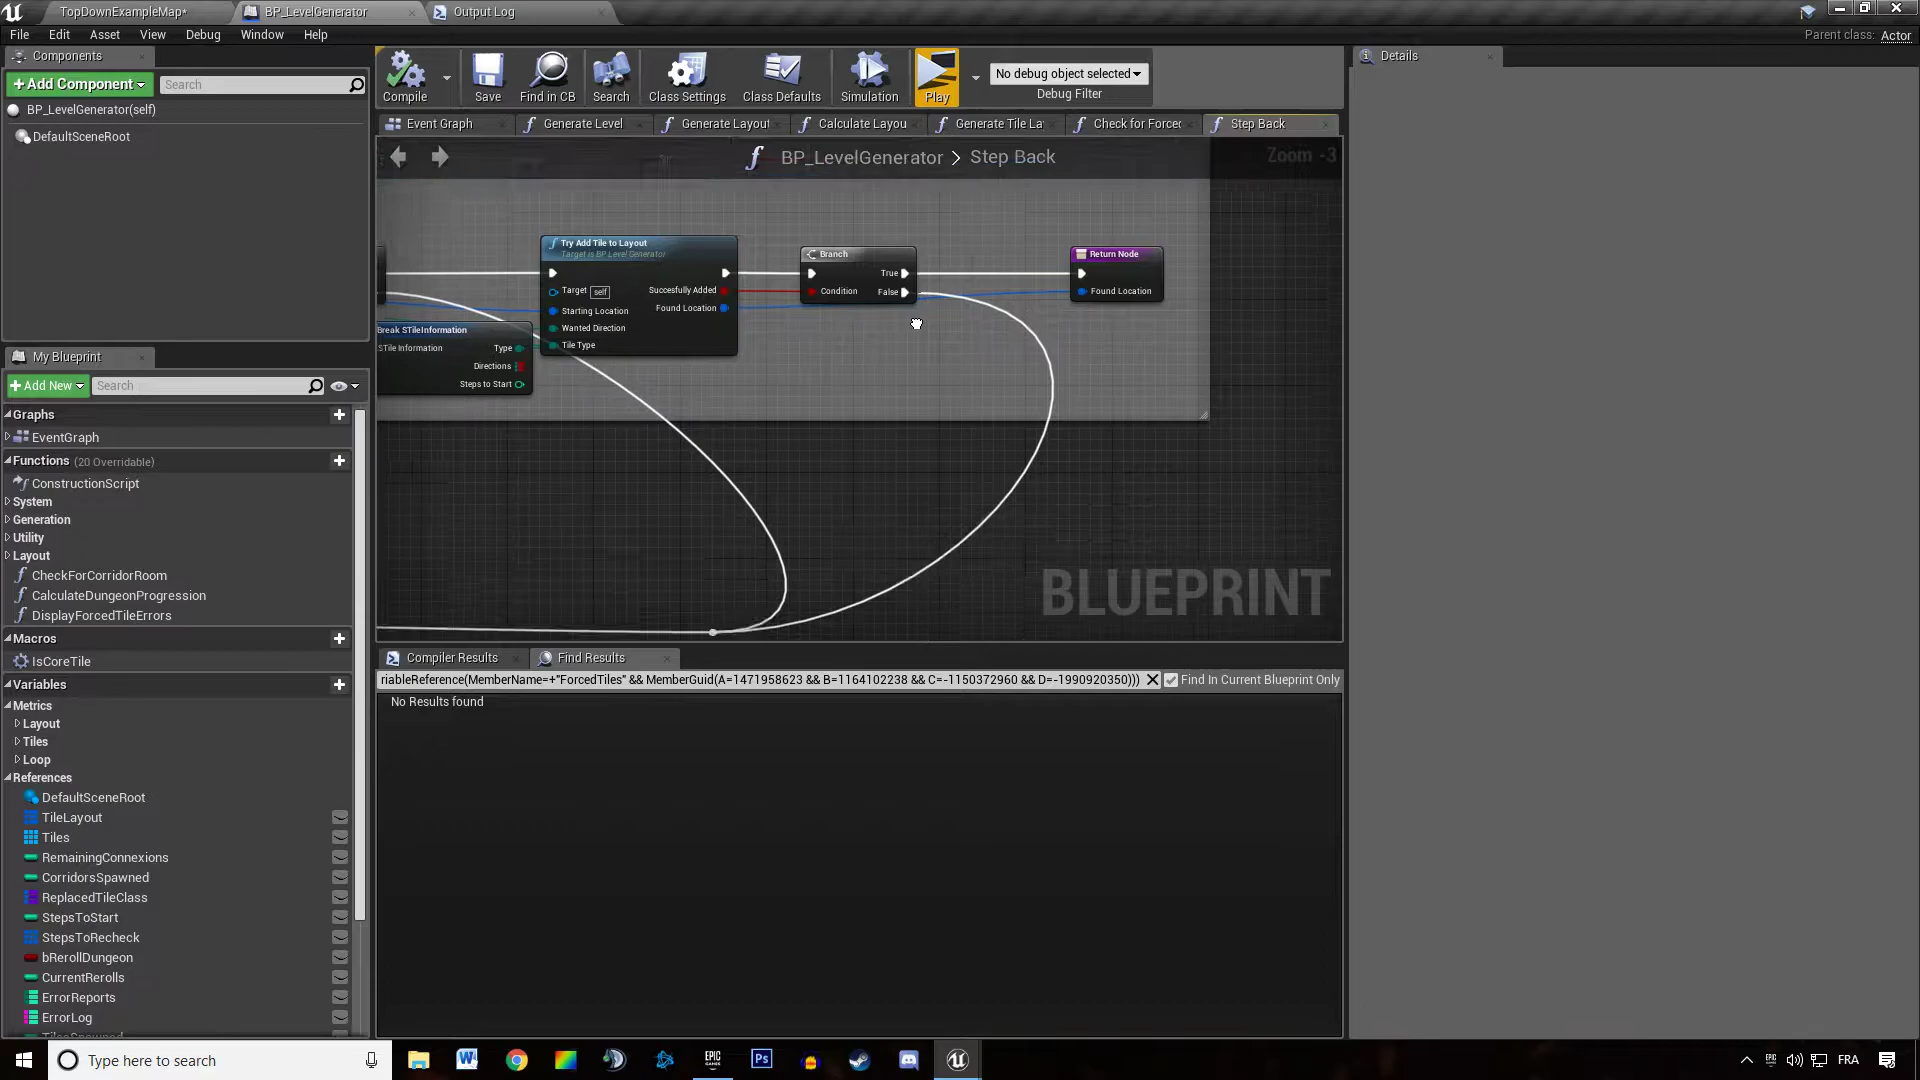 TopDownExampleMap*
BP_LevelGenerator
Output Log
File Edit Asset View Debug Window Help
Parent class: Actor
Components
+Add Component
Search
BP_LevelGenerator(self)
DefaultSceneRoot
Compile
Save
Find in CB
Search
Class Settings
Class Defaults
Simulation
Play
No debug object selected
Debug Filter
Details
Event Graph
Generate Level
Generate Layout
Calculate Layou
Generate Tile La
Check for Forced
Step Back
BP_LevelGenerator > Step Back
Zoom -3
Try Add Tile to Layout
Target is BP Level Generator
Target self
Succesfully Added
Found Location
Starting Location
Wanted Direction
Tile Type
Branch
True
Condition
False
Return Node
Found Location
Break STileInformation
STile Information
Type
Directions
Steps to Start
BLUEPRINT
My Blueprint
+Add New
Search
Graphs
EventGraph
Functions (20 Overridable)
ConstructionScript
System
Generation
Utility
Layout
CheckForCorridorRoom
CalculateDungeonProgression
DisplayForcedTileErrors
Macros
IsCoreTile
Variables
Metrics
Layout
Tiles
Loop
References
DefaultSceneRoot
TileLayout
Tiles
RemainingConnexions
CorridorsSpawned
ReplacedTileClass
StepsToStart
StepsToRecheck
bRerollDungeon
CurrentRerolls
ErrorReports
ErrorLog
Compiler Results
Find Results
riableReference(MemberName=+"ForcedTiles" && MemberGuid(A=1471958623 && B=1164102238 && C=-1150372960 && D=-1990920350)))
Find In Current Blueprint Only
No Results found
Type here to search
EPIC
GAMES
Ps
FRA